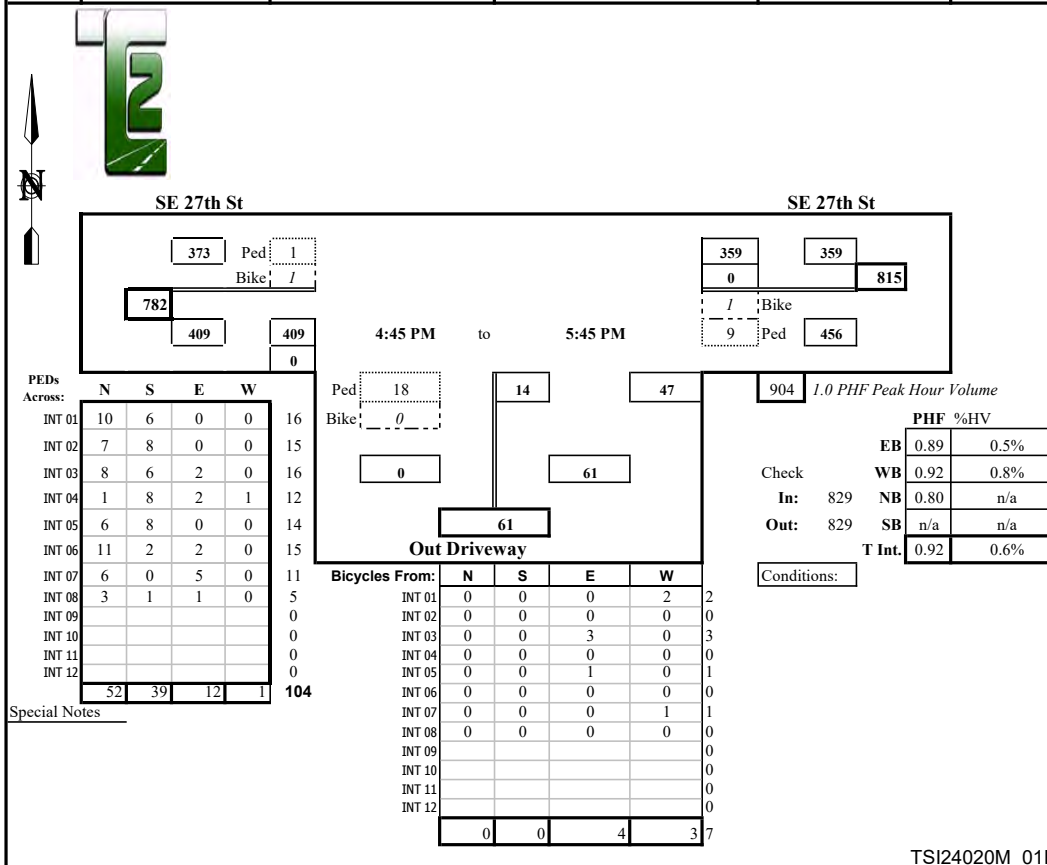 T2
N
SE 27th St SE 27th St
373 Ped 1 359 359
Bike 1 0 815
782 1 Bike
409 409 4:45 PM to 5:45 PM 9 Ped 456
0
PEDs Across: N S E W Ped 18 14 47 904 1.0 PHF Peak Hour Volume
INT 01 10 6 0 0 16 Bike 0 PHF %HV
INT 02 7 8 0 0 15 EB 0.89 0.5%
INT 03 8 6 2 0 16 0 61 Check WB 0.92 0.8%
INT 04 1 8 2 1 12 In: 829 NB 0.80 n/a
INT 05 6 8 0 0 14 61 Out: 829 SB n/a n/a
INT 06 11 2 2 0 15 Out Driveway T Int. 0.92 0.6%
INT 07 6 0 5 0 11 Bicycles From: N S E W Conditions:
INT 08 3 1 1 0 5 INT 01 0 0 0 2 2
INT 09 0 INT 02 0 0 0 0 0
INT 10 0 INT 03 0 0 3 0 3
INT 11 0 INT 04 0 0 0 0 0
INT 12 0 INT 05 0 0 1 0 1
52 39 12 1 104 INT 06 0 0 0 0 0
Special Notes INT 07 0 0 0 1 1
INT 08 0 0 0 0 0
INT 09 0
INT 10 0
INT 11 0
INT 12 0
0 0 4 3 7